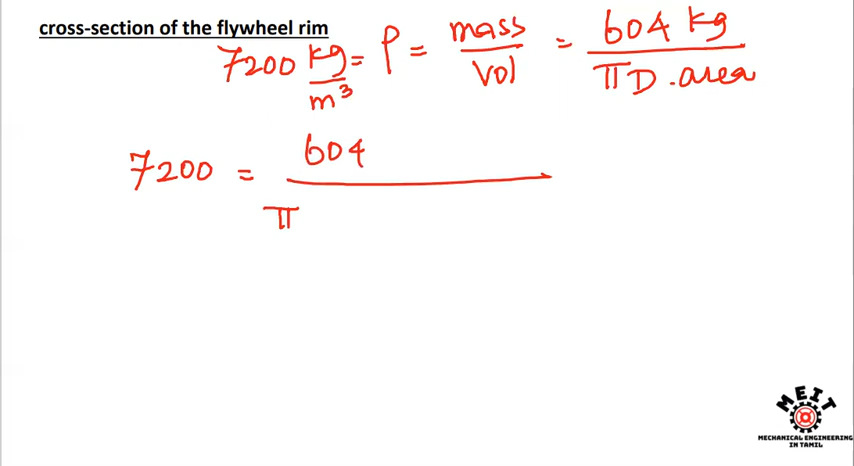 cross-section of the flywheel rim
7200 kg/m³ = ρ = mass/vol = 604 kg/πD . area
7200 = 604/π
MEIT
MECHANICAL ENGINEERING
IN TAMIL